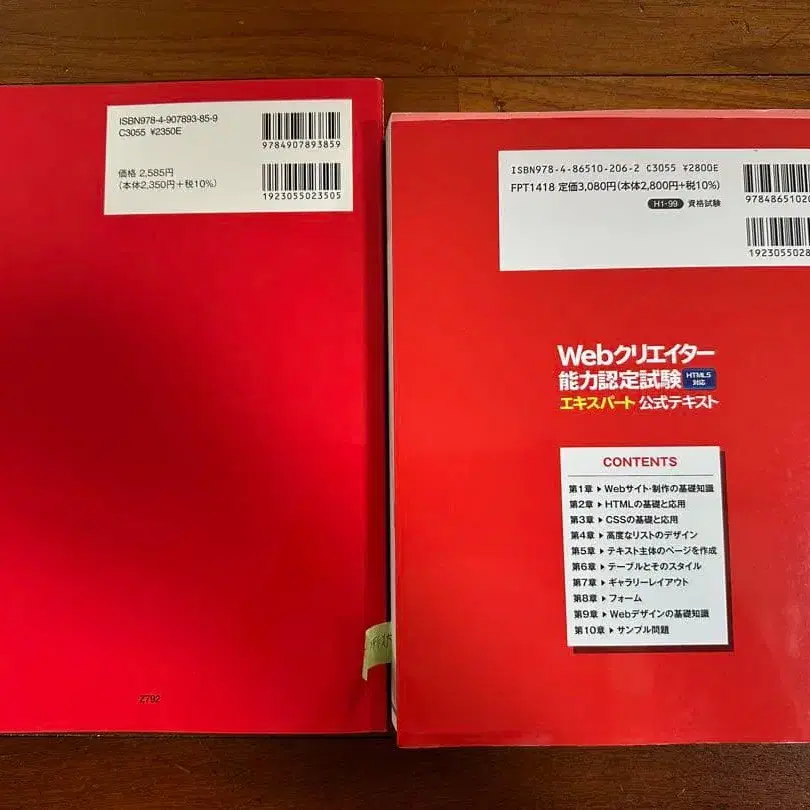 ISBN978-4-907893-85-9
C3055 ¥2350E
9784907893859
価格 2,585円
(本体2,350円+税10%)
1923055023505
Z792
ISBN978-4-86510-206-2 C3055 ¥2800E
FPT1418 定価3,080円(本体2,800円+税10%)
H1-99 資格試験
97848651020
1923055028
Webクリエイター
能力認定試験 HTML5対応
エキスパート 公式テキスト
CONTENTS
第1章▶Webサイト・制作の基礎知識
第2章▶HTMLの基礎と応用
第3章▶CSSの基礎と応用
第4章▶高度なリストのデザイン
第5章▶テキスト主体のページを作成
第6章▶テーブルとそのスタイル
第7章▶ギャラリーレイアウト
第8章▶フォーム
第9章▶Webデザインの基礎知識
第10章▶サンプル問題